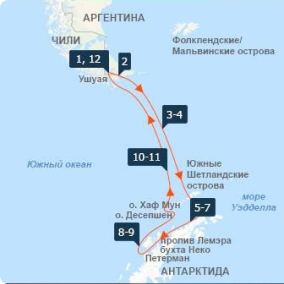 АРГЕНТИНА
ЧИЛИ
Фолклендские/
Мальвинские острова
1, 12
2
Ушуая
3-4
10-11
Южный океан
Южные
Шетландские
острова
море
Уэдделла
о. Хаф Мун
о. Десепшен
5-7
8-9
пролив Лемэра
бухта Неко
Петерман
АНТАРКТИДА